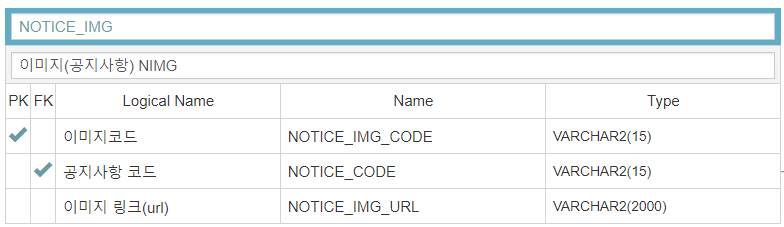 NOTICE_IMG
이미지(공지사항) NIMG
PK FK Logical Name Name Type
이미지코드 NOTICE_IMG_CODE VARCHAR2(15)
공지사항 코드 NOTICE_CODE VARCHAR2(15)
이미지 링크(url) NOTICE_IMG_URL VARCHAR2(2000)